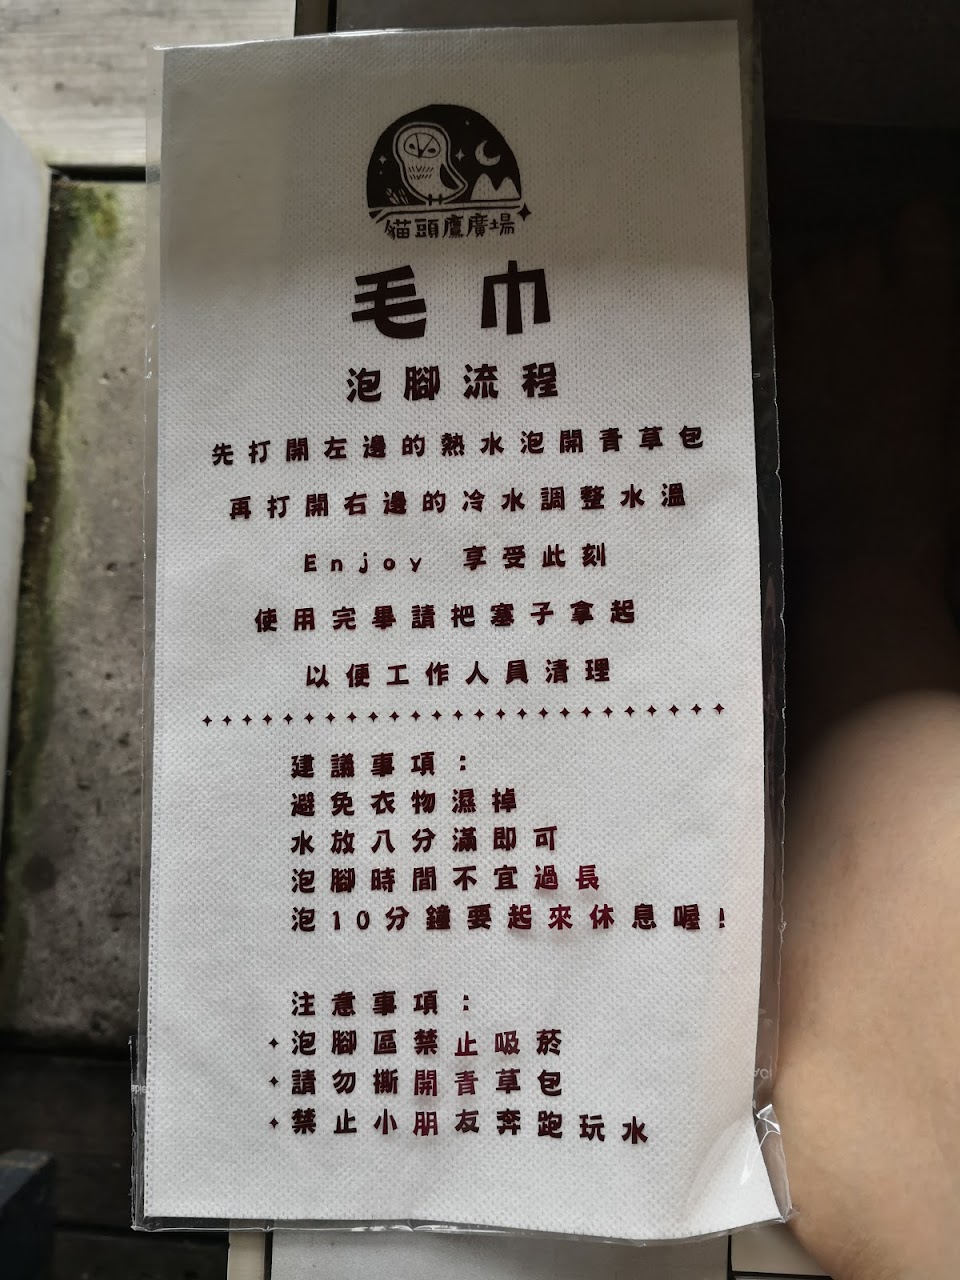 貓頭鷹廣場
毛巾
泡腳流程
先打開左邊的熱水泡開青草包
再打開右邊的冷水調整水溫
Enjoy 享受此刻
使用完畢請把塞子拿起
以便工作人員清理
建議事項：
避免衣物濕掉
水放八分滿即可
泡腳時間不宜過長
泡10分鐘要起來休息喔！
注意事項：
泡腳區禁止吸菸
請勿撕開青草包
禁止小朋友奔跑玩水